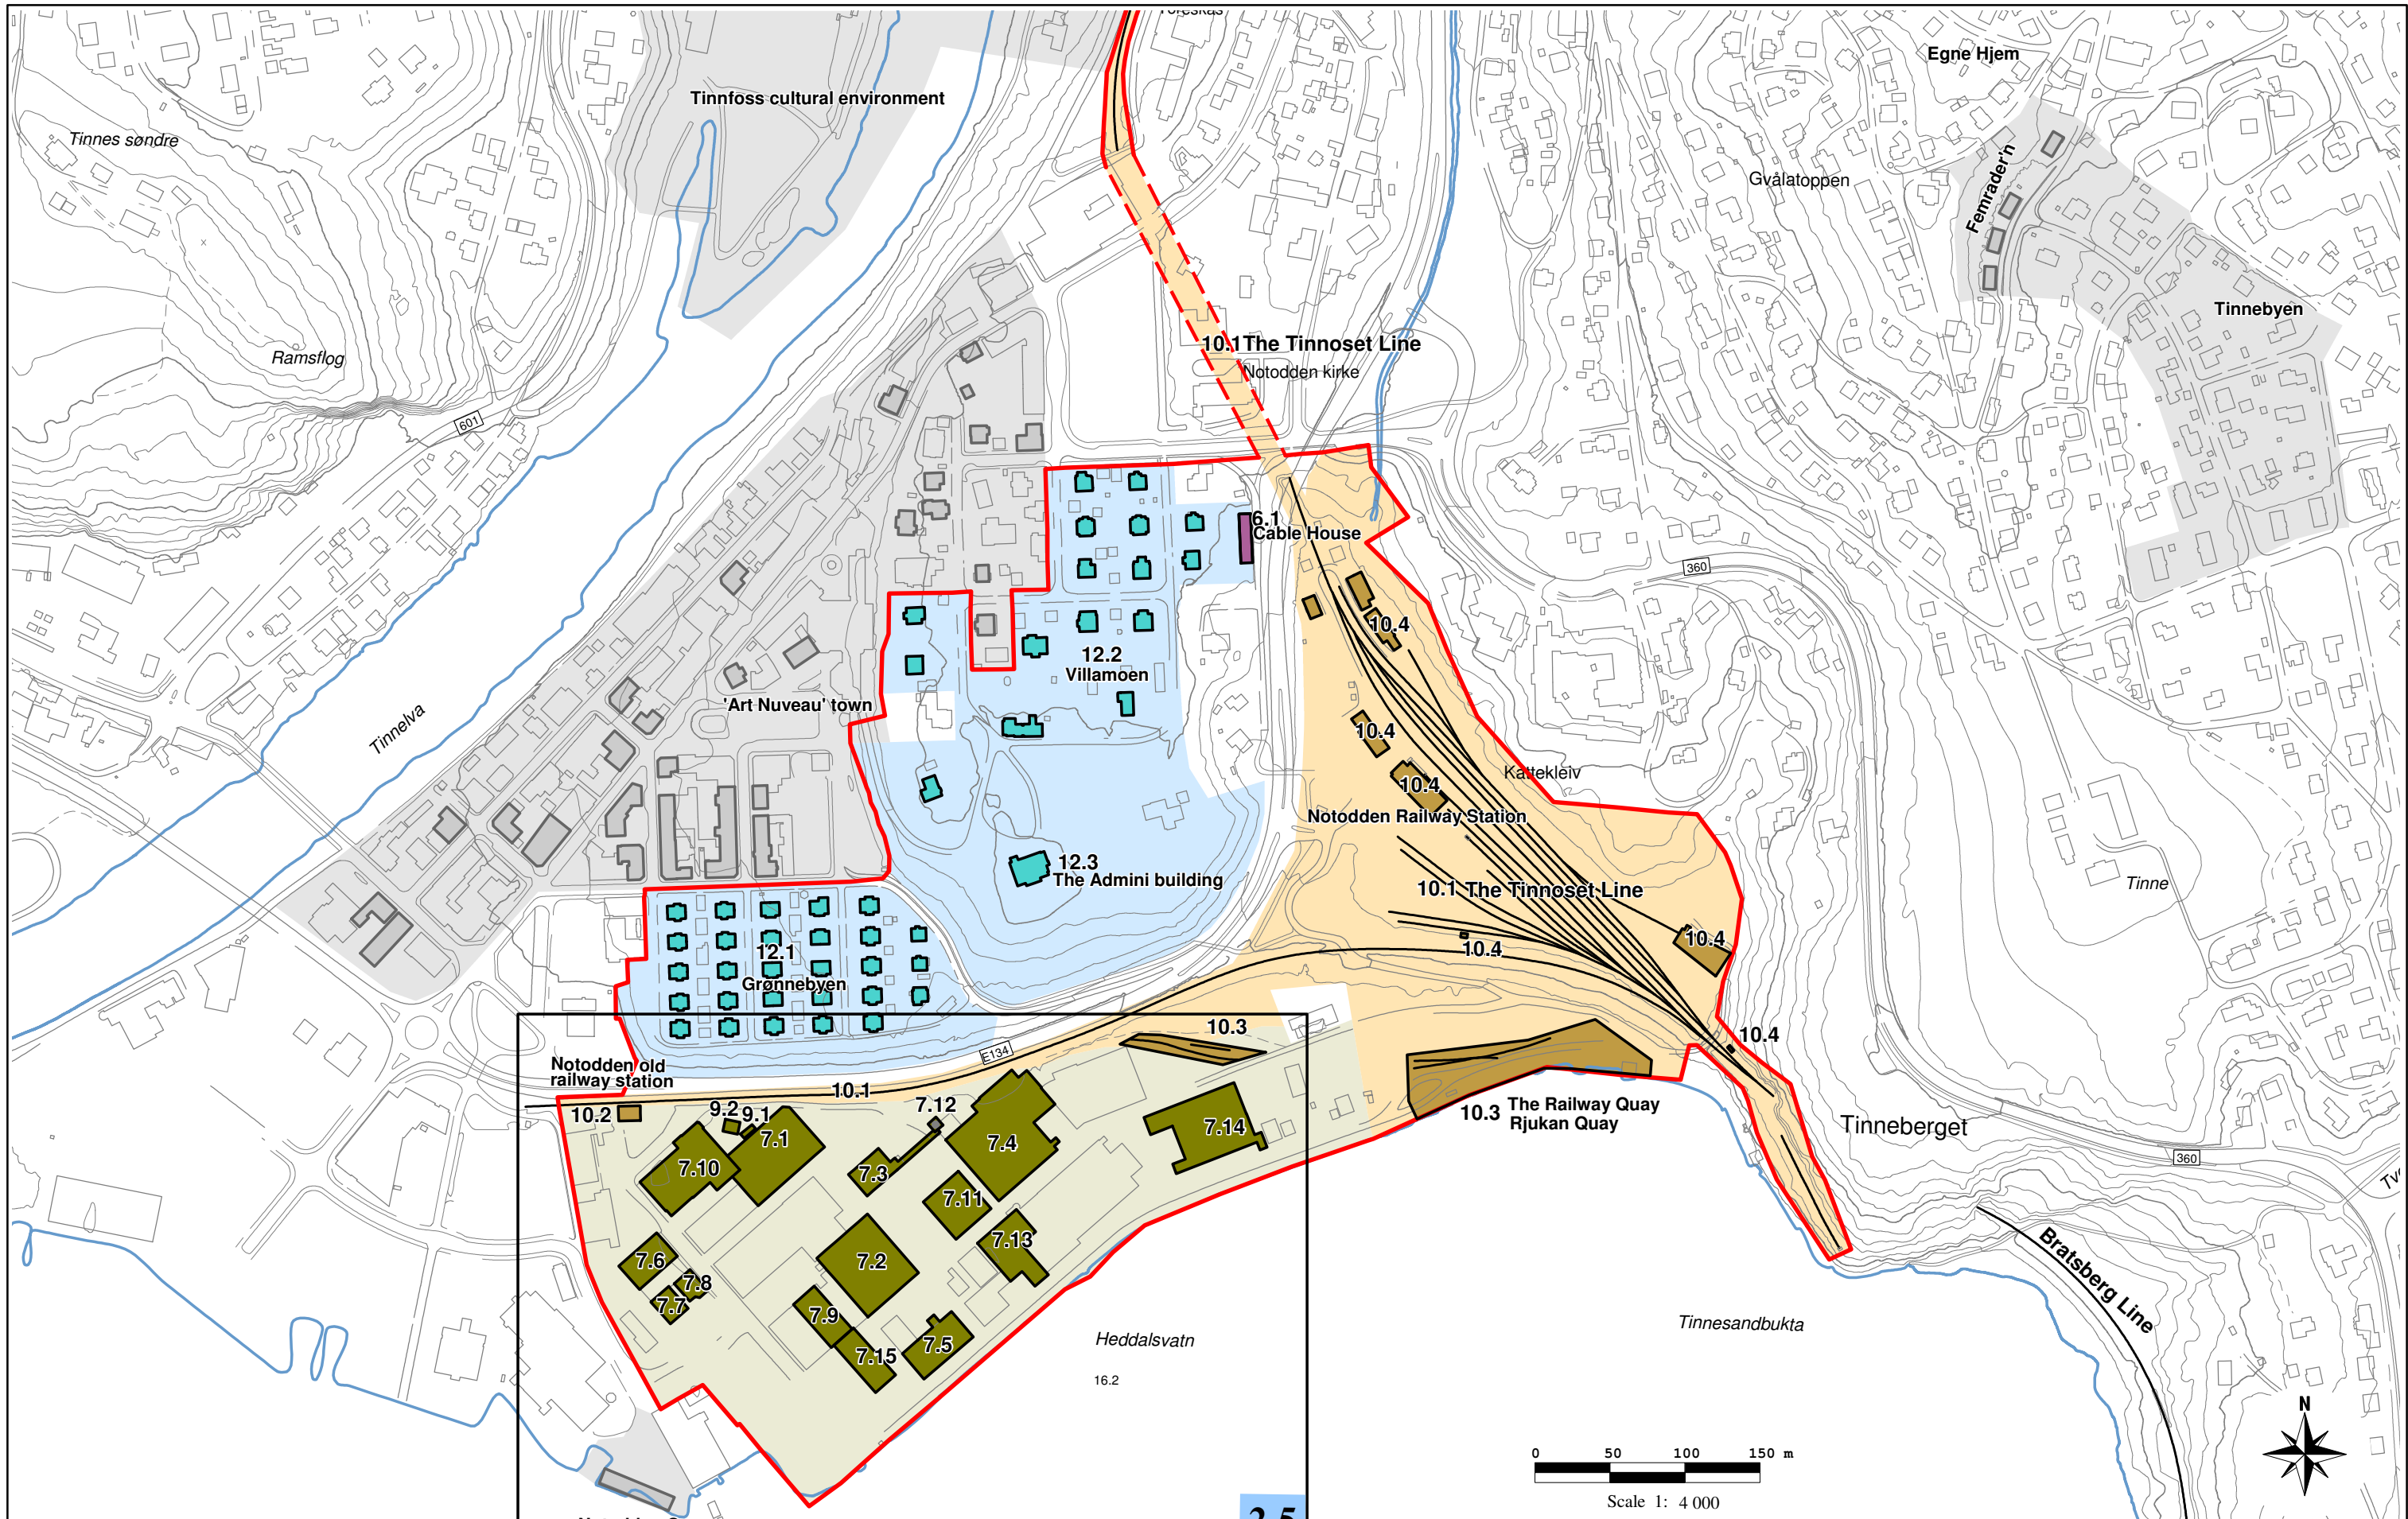 Egne Hjem
Tinnfoss cultural environment
Tinnes søndre
Femrader'n
Gvålatoppen
Tinnebyen
Ramsflog
10.1 The Tinnoset Line
Notodden kirke
601
6.1
Cable House
360
10.4
12.2
Villamoen
'Art Nuveau' town
Tinnelva
10.4
Kattekleiv
10.4
Notodden Railway Station
12.3
The Admini building
10.1 The Tinnoset Line
Tinne
10.4
10.4
12.1
Grønnebyen
10.3
10.4
E134
Notodden old
railway station
10.1
10.2
9.2
9.1
7.12
7.1
7.4
7.14
10.3
The Railway Quay
Rjukan Quay
Tinneberget
360
7.10
7.3
7.11
7.13
7.6
7.2
7.8
7.7
7.9
7.15
7.5
Bratsberg Line
Heddalsvatn
16.2
Tinnesandbukta
N
0 50 100 150 m
Scale 1: 4 000
2.5